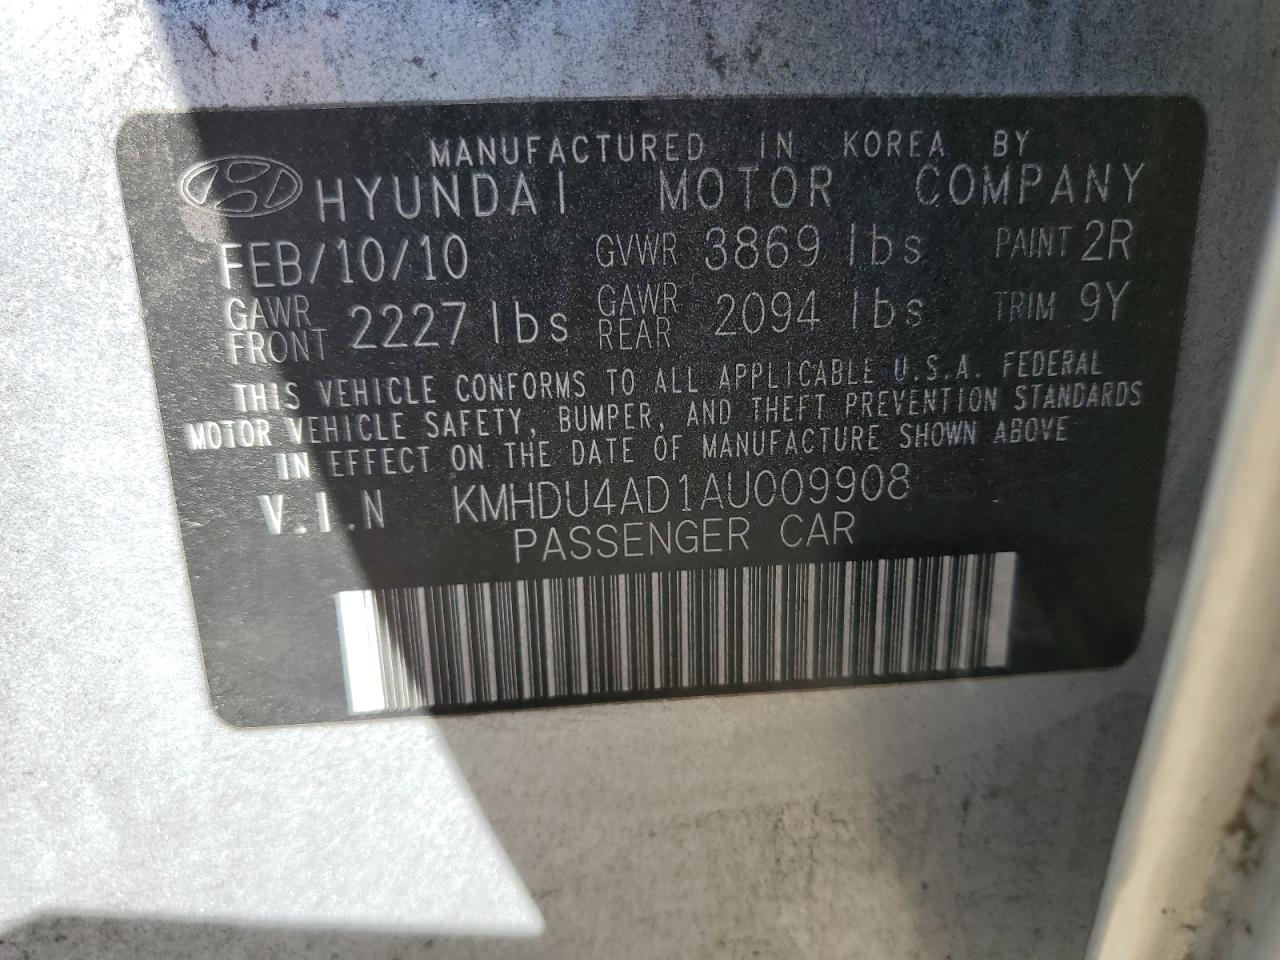 MANUFACTURED IN KOREA BY
HYUNDAI MOTOR COMPANY
FEB/10/10 GVWR 3869 lbs PAINT 2R
GAWR FRONT 2227 lbs GAWR REAR 2094 lbs TRIM 9Y
THIS VEHICLE CONFORMS TO ALL APPLICABLE U.S.A. FEDERAL
MOTOR VEHICLE SAFETY, BUMPER, AND THEFT PREVENTION STANDARDS
IN EFFECT ON THE DATE OF MANUFACTURE SHOWN ABOVE
V.I.N KMHDU4AD1AU009908
PASSENGER CAR